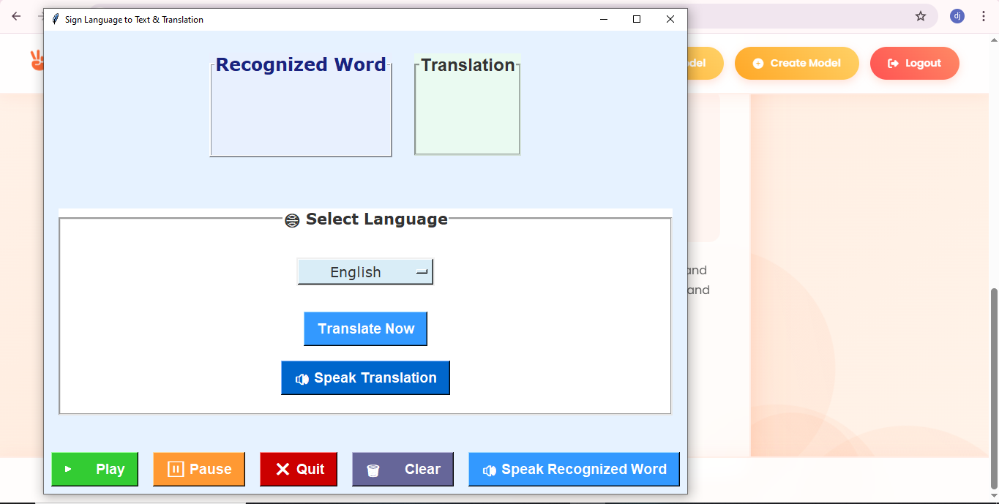 Sign Language to Text & Translation
dj
odel
Create Model
Logout
Recognized Word
Translation
Select Language
and
and
English
Translate Now
Speak Translation
Play
Pause
Quit
Clear
Speak Recognized Word